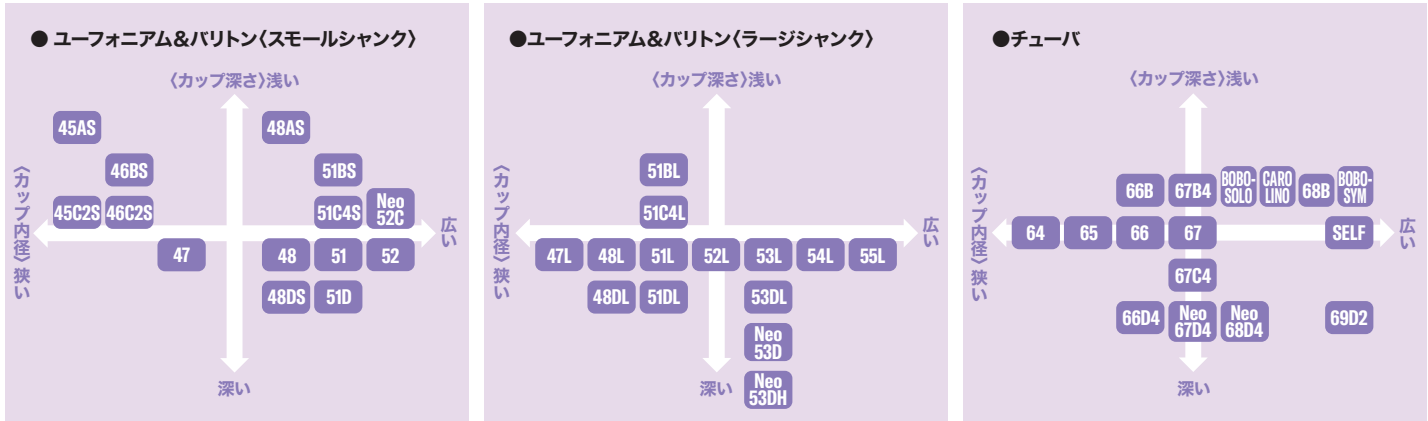 ● ユーフォニアム&バリトン〈スモールシャンク〉
〈カップ深さ〉浅い
45AS
48AS
46BS
51BS
45C2S
46C2S
51C4S
Neo
52C
〈カップ内径〉狭い
広い
47
48
51
52
48DS
51D
深い
●ユーフォニアム&バリトン〈ラージシャンク〉
〈カップ深さ〉浅い
51BL
51C4L
〈カップ内径〉狭い
広い
47L
48L
51L
52L
53L
54L
55L
48DL
51DL
53DL
Neo
53D
深い
Neo
53DH
●チューバ
〈カップ深さ〉浅い
66B
67B4
BOBO-
SOLO
CARO
LINO
68B
BOBO-
SYM
〈カップ内径〉狭い
広い
64
65
66
67
SELF
67C4
66D4
Neo
67D4
Neo
68D4
69D2
深い